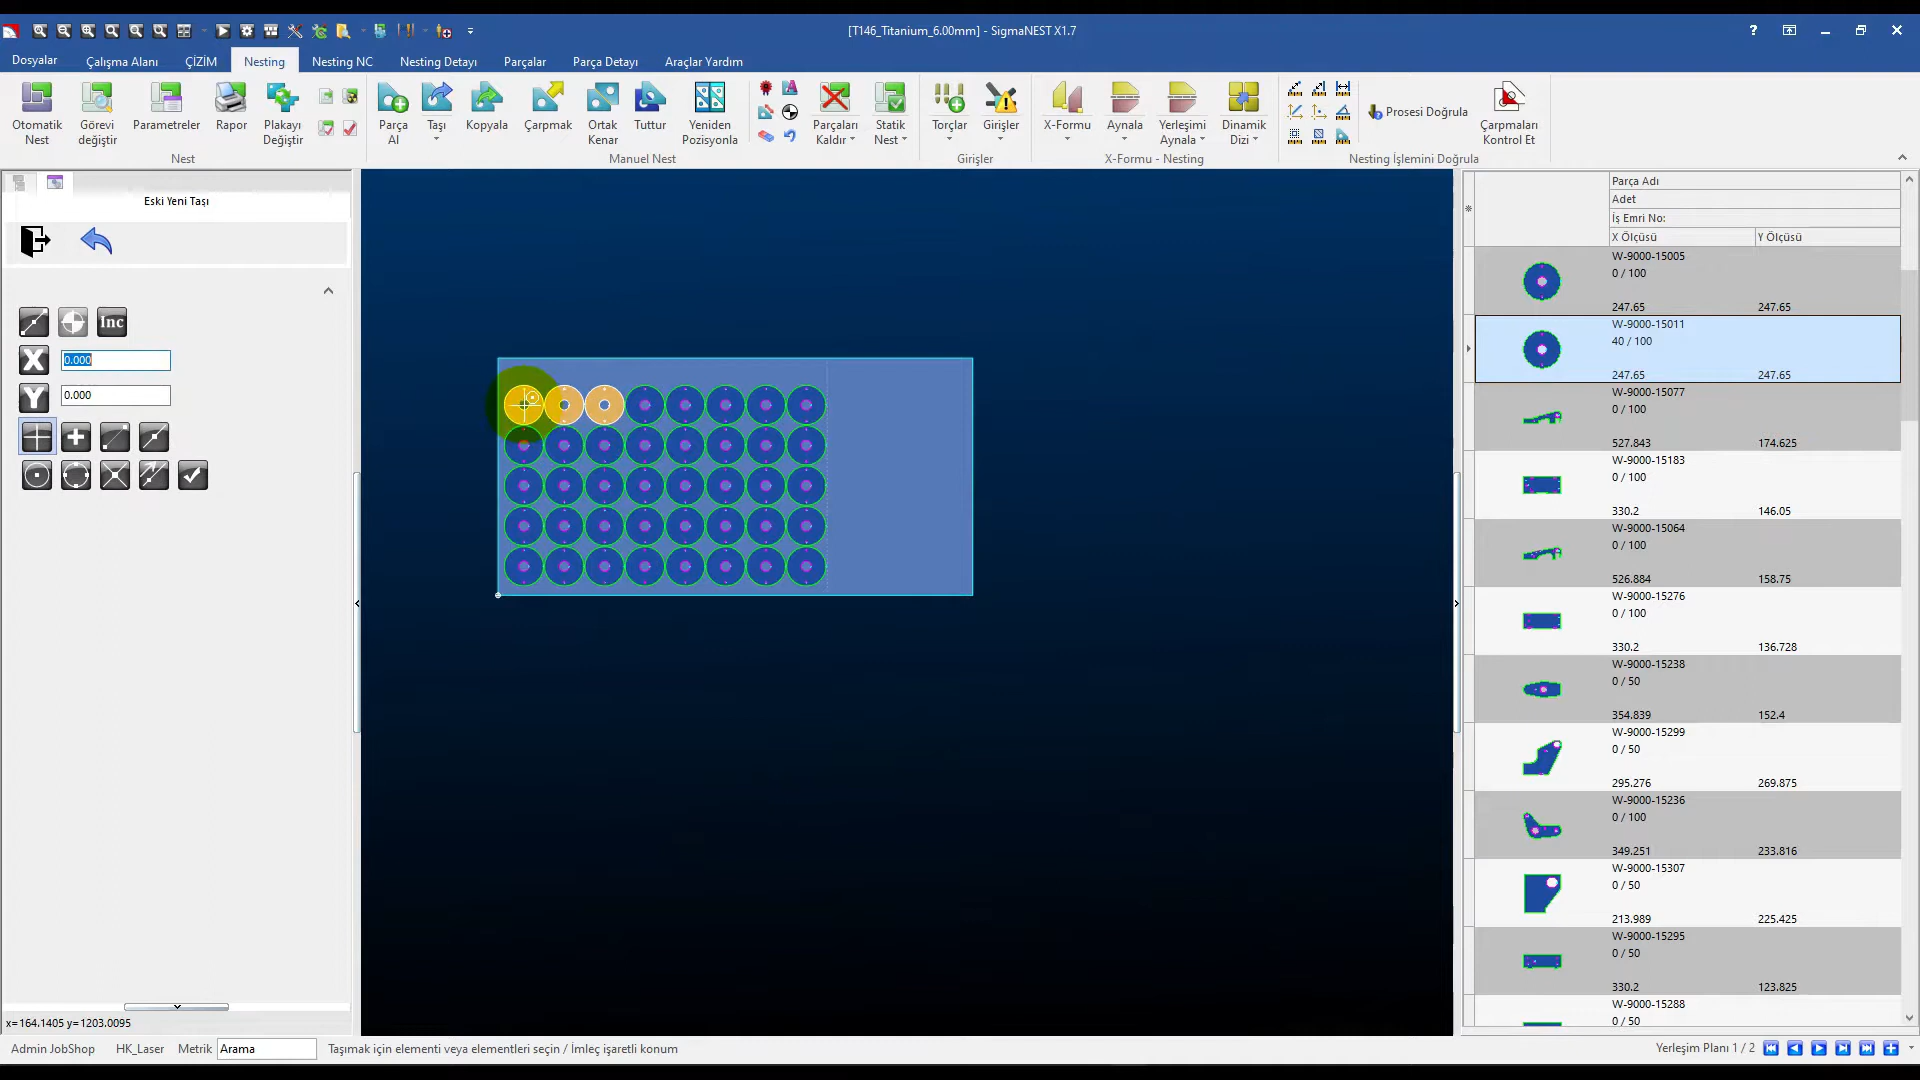 [T146_Titanium_6.00mm] - SigmaNEST X1.7
Dosyalar
Çalışma Alanı
ÇİZİM
Nesting
Nesting NC
Nesting Detayı
Parçalar
Parça Detayı
Araçlar Yardım
Otomatik Nest
Görevi değiştir
Parametreler
Rapor
Plakayı Değiştir
Parça Al
Taşı
Kopyala
Çarpmak
Ortak Kenar
Tuttur
Yeniden Pozisyonla
Parçaları Kaldır
Statik Nest
Torçlar
Girişler
X-Formu
Aynala
Yerleşimi Aynala
Dinamik Dizi
Prosesi Doğrula
Çarpmaları Kontrol Et
Nest
Manuel Nest
Girişler
X-Formu - Nesting
Nesting İşlemini Doğrula
Eski Yeni Taşı
Inc
X
0.000
Y
0.000
x=164.1405 y=1203.0095
Parça Adı
Adet
İş Emri No:
X Ölçüsü
Y Ölçüsü
W-9000-15005
0 / 100
247.65
247.65
W-9000-15011
40 / 100
247.65
247.65
W-9000-15077
0 / 100
527.843
174.625
W-9000-15183
0 / 100
330.2
146.05
W-9000-15064
0 / 100
526.884
158.75
W-9000-15276
0 / 100
330.2
136.728
W-9000-15238
0 / 50
354.839
152.4
W-9000-15299
0 / 50
295.276
269.875
W-9000-15236
0 / 100
349.251
233.816
W-9000-15307
0 / 50
213.989
225.425
W-9000-15295
0 / 50
330.2
123.825
W-9000-15288
0 / 50
Admin JobShop
HK_Laser
Metrik
Arama
Taşımak için elementi veya elementleri seçin / İmleç işaretli konum
Yerleşim Planı 1 / 2